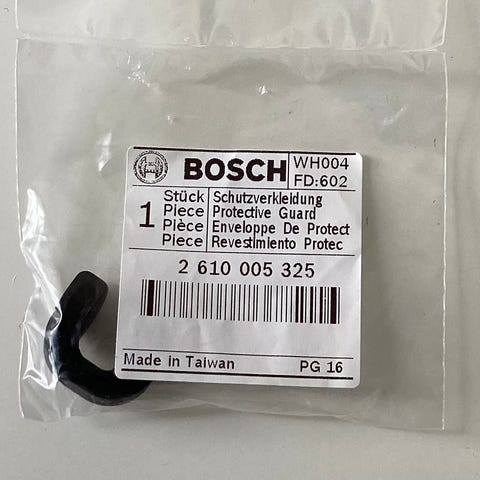 BOSCH
WH004
FD:602
1
Stück Schutzverkleidung
Piece Protective Guard
Pièce Enveloppe De Protect
Piece Revestimiento Protec
2 610 005 325
Made in Taiwan
PG 16